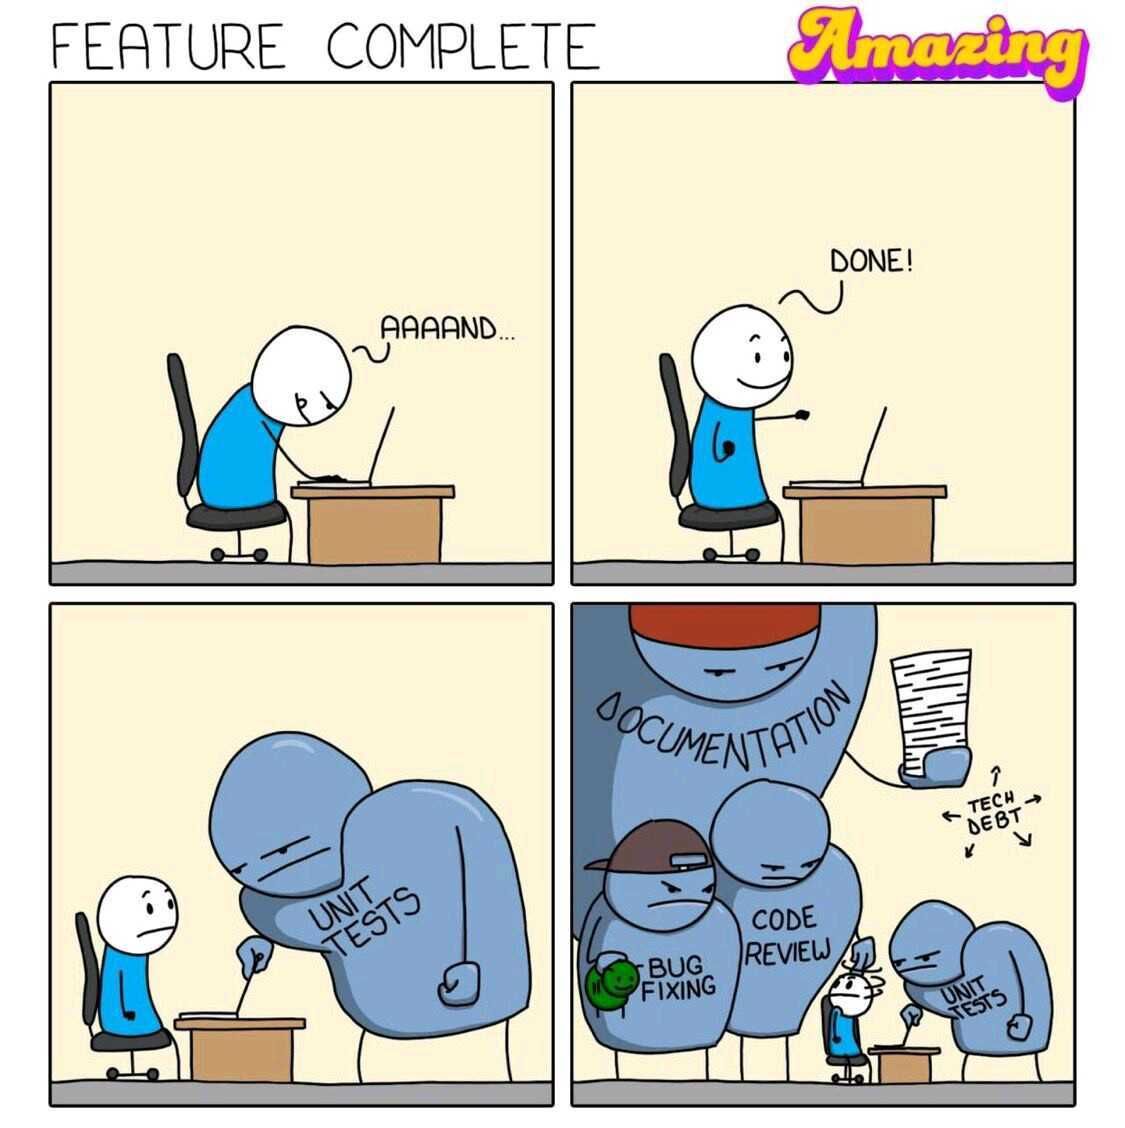 FEATURE COMPLETE
Amazing
AAAAND...
DONE!
UNIT
TESTS
DOCUMENTATION
TECH
DEBT
BUG
FIXING
CODE
REVIEW
UNIT
TESTS